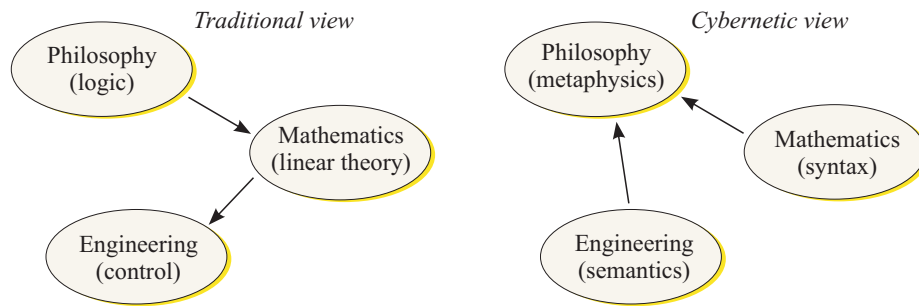 Traditional view
Philosophy
(logic)
Mathematics
(linear theory)
Engineering
(control)
Cybernetic view
Philosophy
(metaphysics)
Mathematics
(syntax)
Engineering
(semantics)